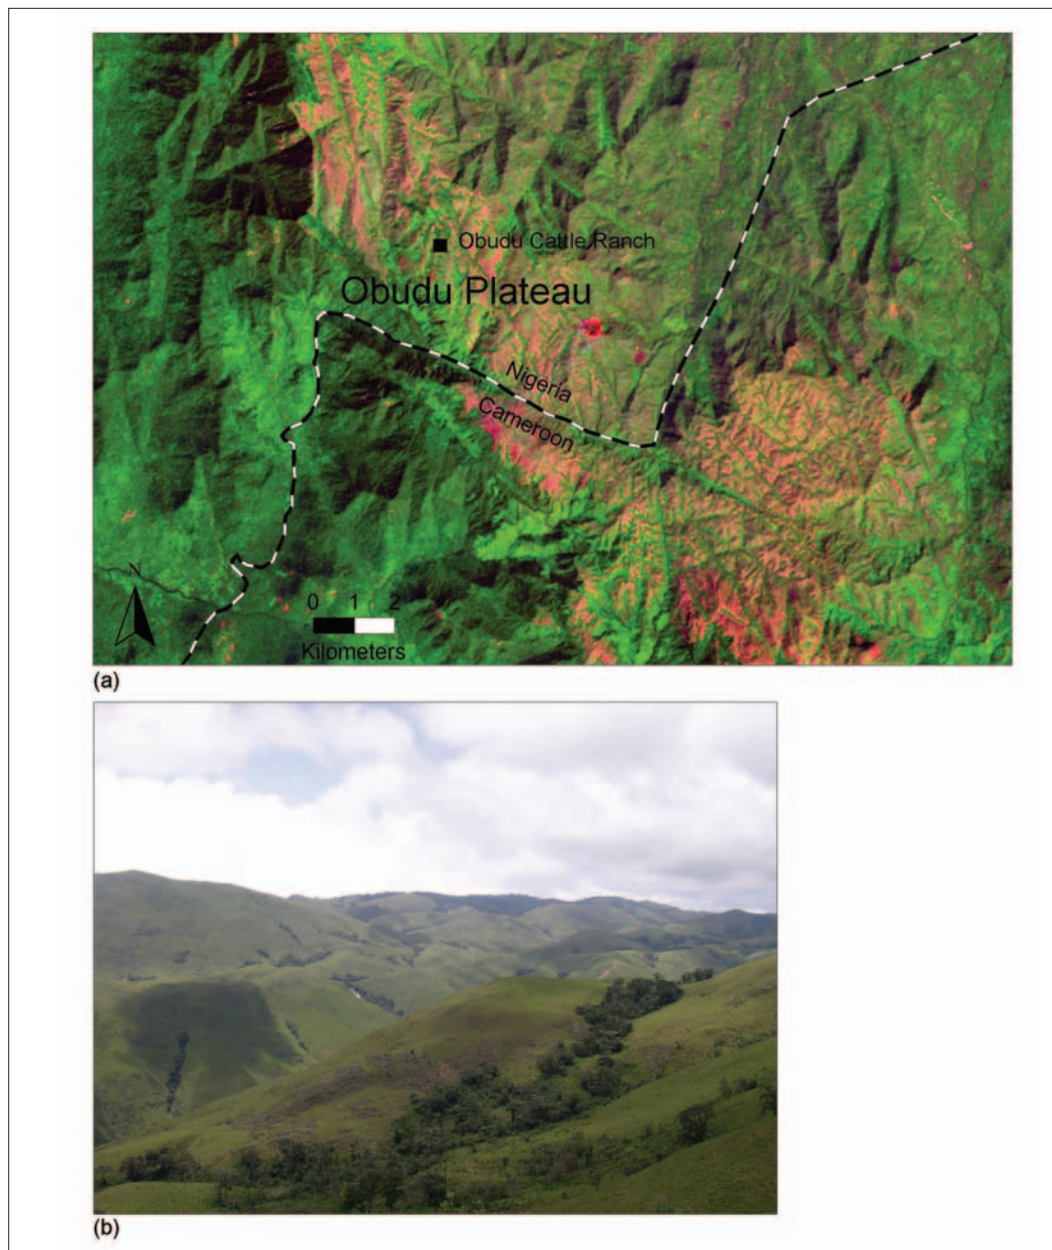 Obudu Cattle Ranch
Obudu Plateau
Nigeria
Cameroon
N
0 1 2
Kilometers
(a)
(b)